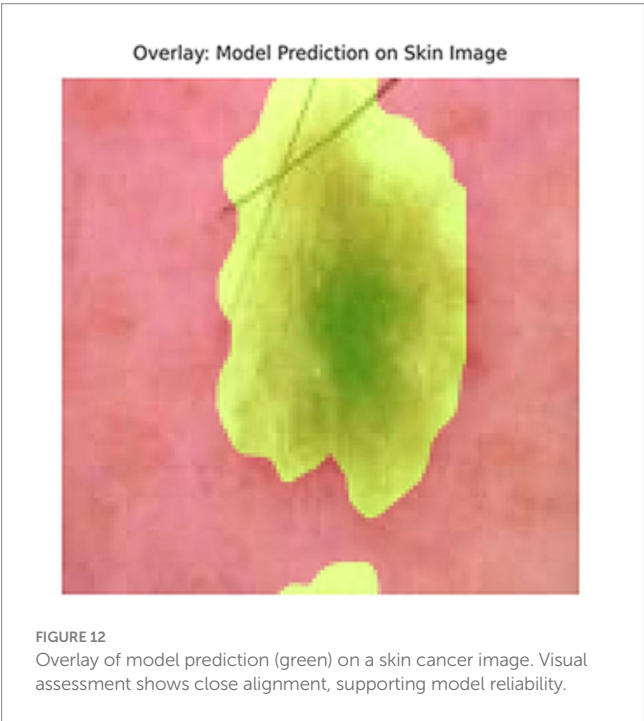 Overlay: Model Prediction on Skin Image
FIGURE 12
Overlay of model prediction (green) on a skin cancer image. Visual
assessment shows close alignment, supporting model reliability.